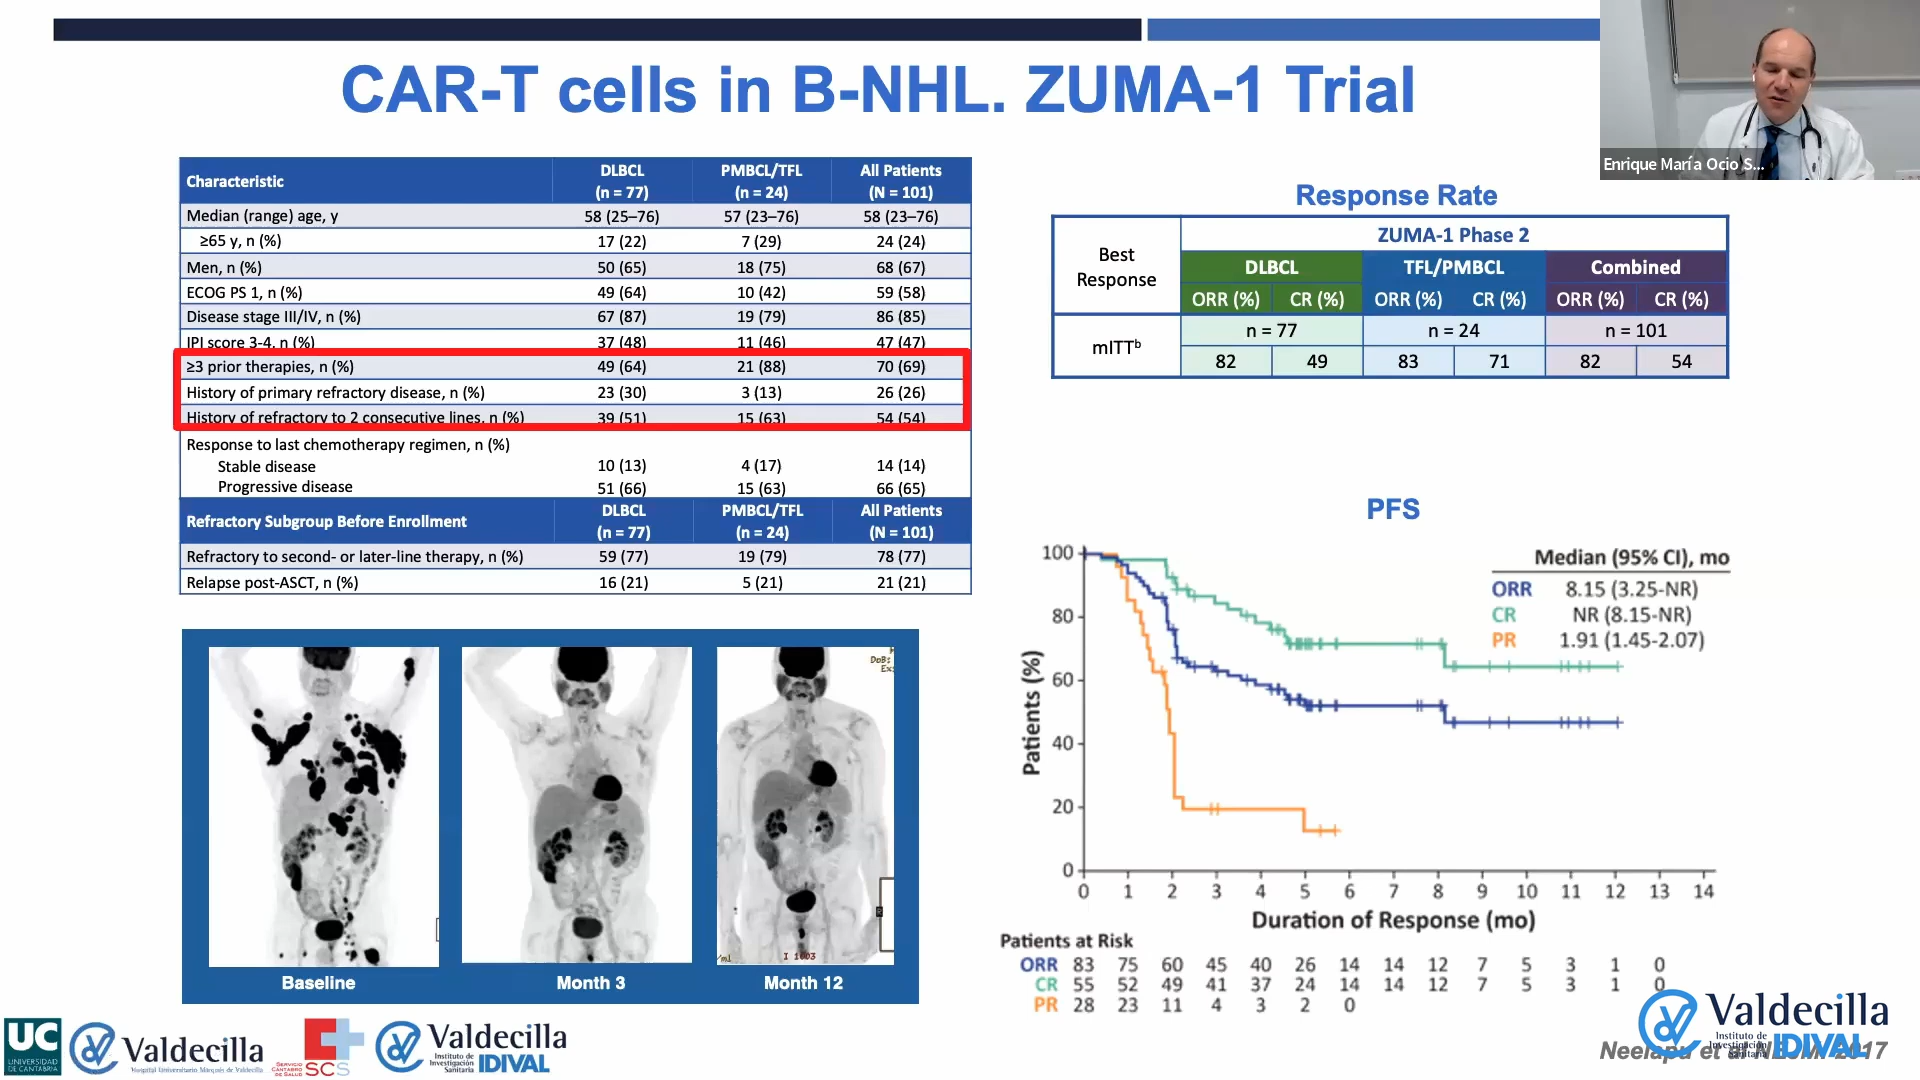 CAR-T cells in B-NHL. ZUMA-1 Trial
Enrique María Ocio S...
Characteristic DLBCL (n = 77) PMBCL/TFL (n = 24) All Patients (N = 101)
Median (range) age, y 58 (25–76) 57 (23–76) 58 (23–76)
≥65 y, n (%) 17 (22) 7 (29) 24 (24)
Men, n (%) 50 (65) 18 (75) 68 (67)
ECOG PS 1, n (%) 49 (64) 10 (42) 59 (58)
Disease stage III/IV, n (%) 67 (87) 19 (79) 86 (85)
IPI score 3-4, n (%) 37 (48) 11 (46) 47 (47)
≥3 prior therapies, n (%) 49 (64) 21 (88) 70 (69)
History of primary refractory disease, n (%) 23 (30) 3 (13) 26 (26)
History of refractory to 2 consecutive lines, n (%) 39 (51) 15 (63) 54 (54)
Response to last chemotherapy regimen, n (%)
Stable disease 10 (13) 4 (17) 14 (14)
Progressive disease 51 (66) 15 (63) 66 (65)
Refractory Subgroup Before Enrollment DLBCL (n = 77) PMBCL/TFL (n = 24) All Patients (N = 101)
Refractory to second- or later-line therapy, n (%) 59 (77) 19 (79) 78 (77)
Relapse post-ASCT, n (%) 16 (21) 5 (21) 21 (21)
Response Rate
Best Response
ZUMA-1 Phase 2
DLBCL TFL/PMBCL Combined
ORR (%) CR (%) ORR (%) CR (%) ORR (%) CR (%)
mITTᵇ
n = 77 n = 24 n = 101
82 49 83 71 82 54
PFS
Median (95% CI), mo
ORR 8.15 (3.25-NR)
CR NR (8.15-NR)
PR 1.91 (1.45-2.07)
Patients (%)
100
80
60
40
20
0
0 1 2 3 4 5 6 7 8 9 10 11 12 13 14
Duration of Response (mo)
Patients at Risk
ORR 83 75 60 45 40 26 14 14 12 7 5 3 1 0
CR 55 52 49 41 37 24 14 14 12 7 5 3 1 0
PR 28 23 11 4 3 2 0
DoB:
Ex:
I 1003
Baseline
Month 3
Month 12
UC
UNIVERSIDAD
DE CANTABRIA
Valdecilla
Hospital Universitario Marqués de Valdecilla
SERVICIO
CÁNTABRO
DE SALUD
SCS
Valdecilla
Instituto de
Investigación
Sanitaria
IDIVAL
Valdecilla
Instituto de
Investigación
Sanitaria
IDIVAL
Neelapu et al NEJM 2017